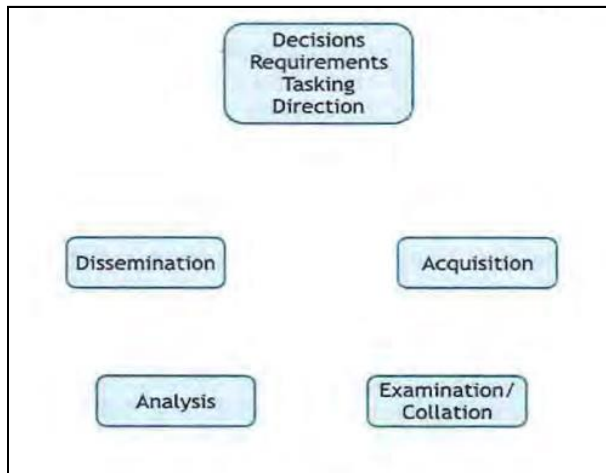 Decisions
Requirements
Tasking
Direction
Dissemination
Acquisition
Analysis
Examination/
Collation